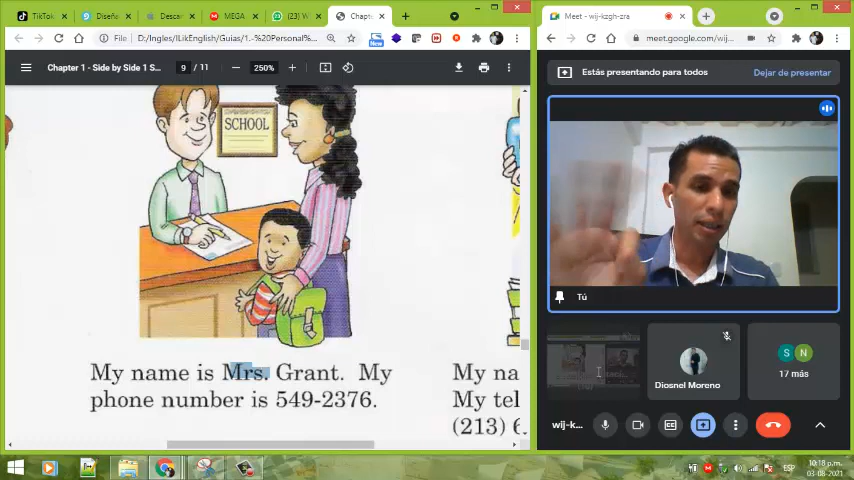 TikTok
Diseña
Descar
MEGA
(23) W
Chapt
Meet - wij-kzgh-zra
File
D:/Ingles/ILikEnglish/Guias/1.-%20Personal
New
meet.google.com/wij
Chapter 1 - Side by Side 1 S...
9 / 11
250%
Estás presentando para todos
Dejar de presentar
SCHOOL
Tú
Diosnel Moreno
S
N
17 más
My name is Mrs. Grant. My
phone number is 549-2376.
My na
My tel
(213) 6
wij-k...
ESP
10:18 p.m.
03-08-2021